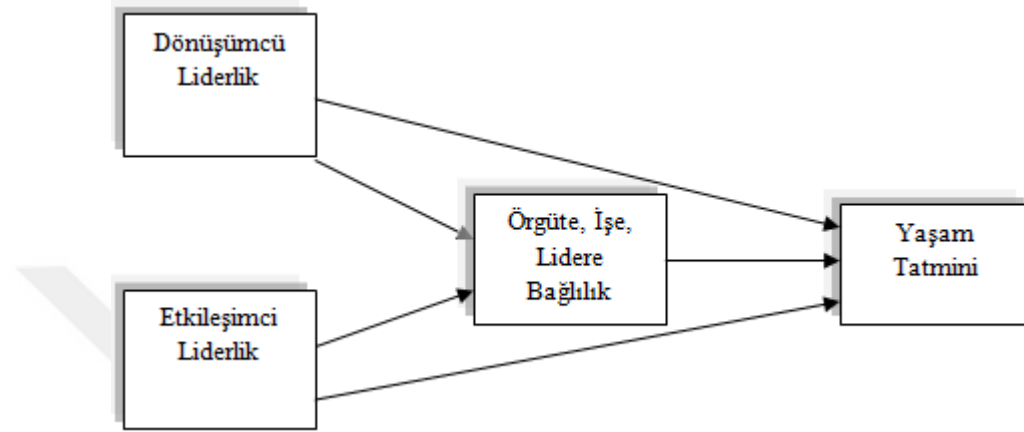 Dönüşümcü
Liderlik
Örgüte, İşe,
Lidere
Bağlılık
Yaşam
Tatmini
Etkileşimci
Liderlik